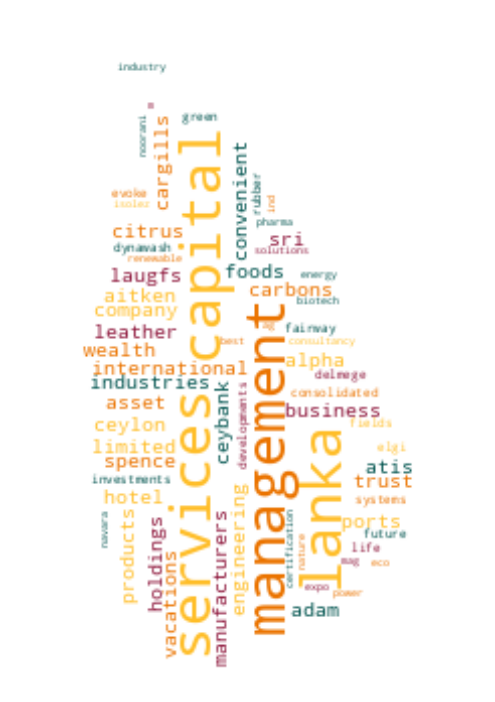 industry
a
green
noorani
cargills
capital
convenient
rubber
evoke
ind
isolez
pharma
citrus
sri
dynawash
solutions
renewable
laugfs
foods
energy
carbons
aitken
biotech
company
ag
fairway
leather
best
consultancy
wealth
alpha
international
delmege
industries
ceybank
developments
management
consolidated
asset
services
business
ceylon
fields
lanka
limited
elgi
spence
atis
investments
trust
hotel
engineering
systems
navara
products
holdings
manufacturers
certification
ports
future
nature
life
vacations
mag
eco
expo
power
adam